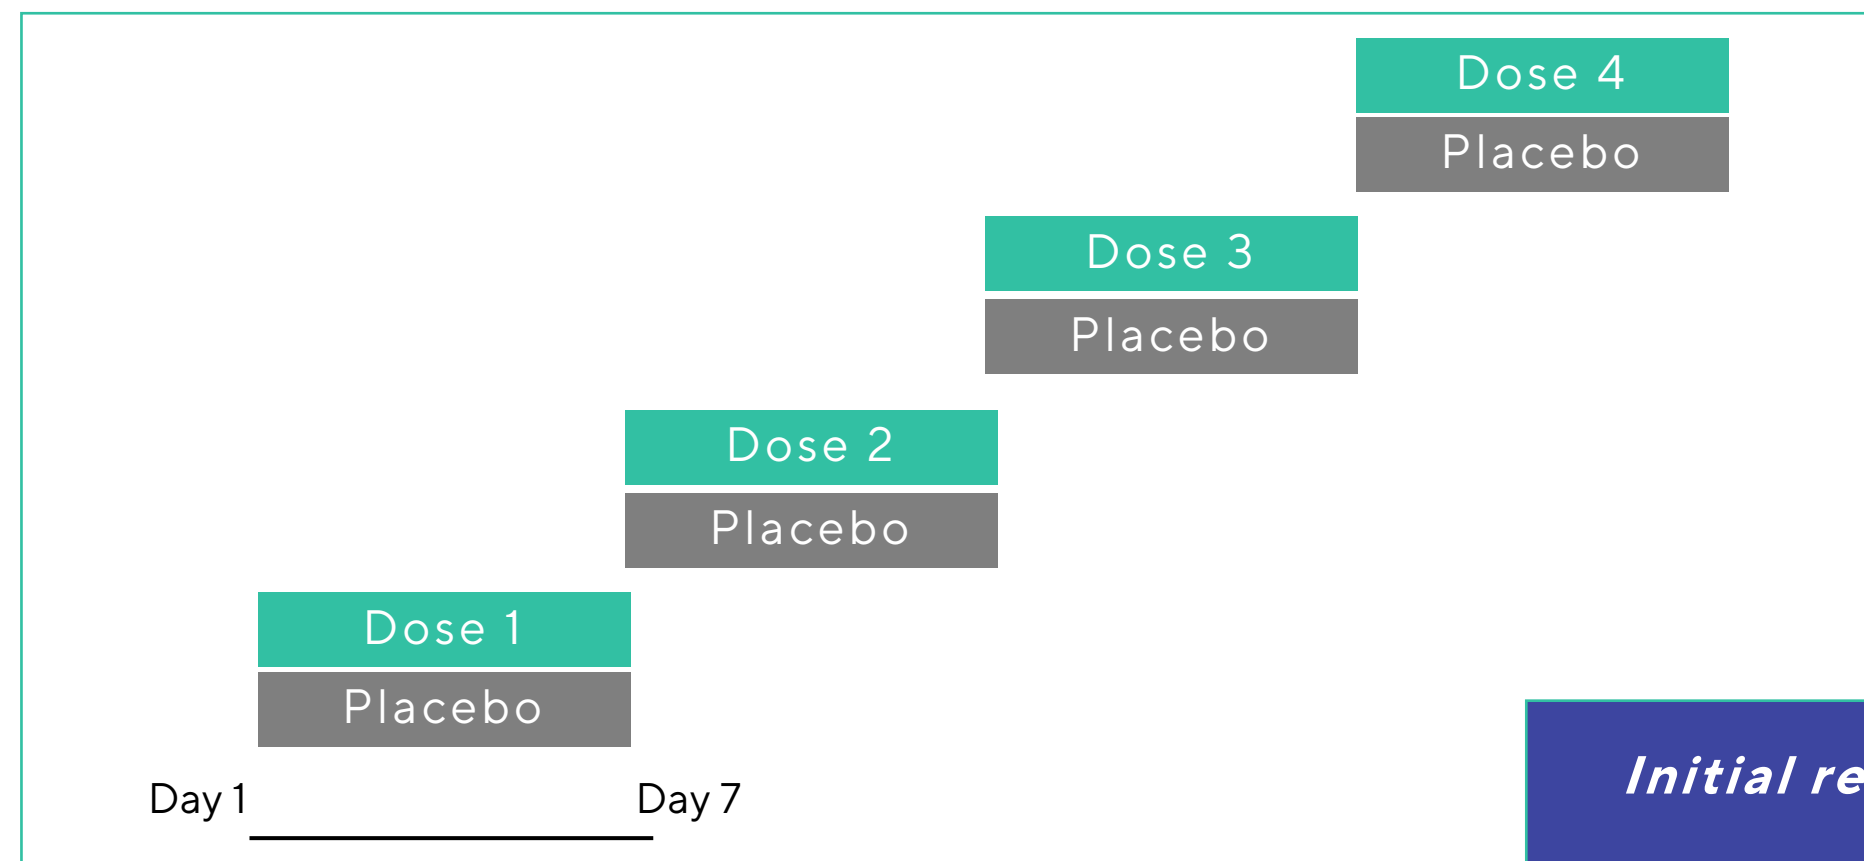 Dose 4
Placebo
Dose 3
Placebo
Dose 2
Placebo
Dose 1
Placebo
Day 1 Day 7
Initial re